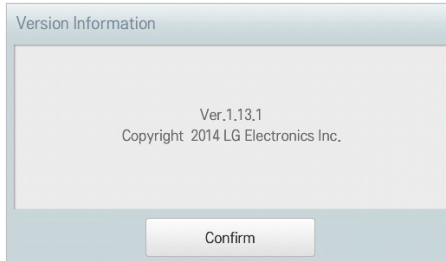 Version Information
Ver.1.13.1
Copyright 2014 LG Electronics Inc.
Confirm